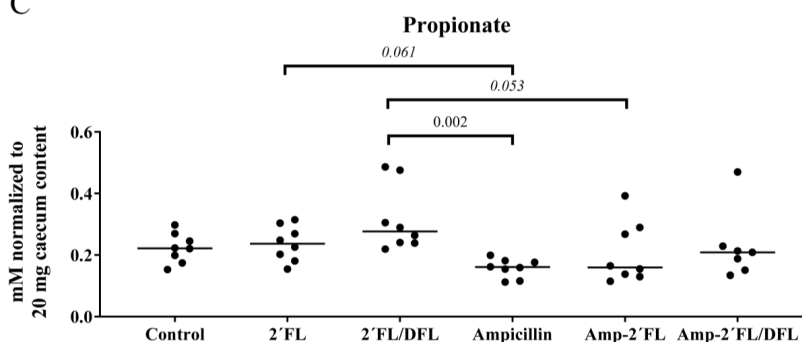 C
Propionate
0.061
0.053
0.002
mM normalized to
20 mg caecum content
0.6
0.4
0.2
0.0
Control 2´FL 2´FL/DFL Ampicillin Amp-2´FL Amp-2´FL/DFL